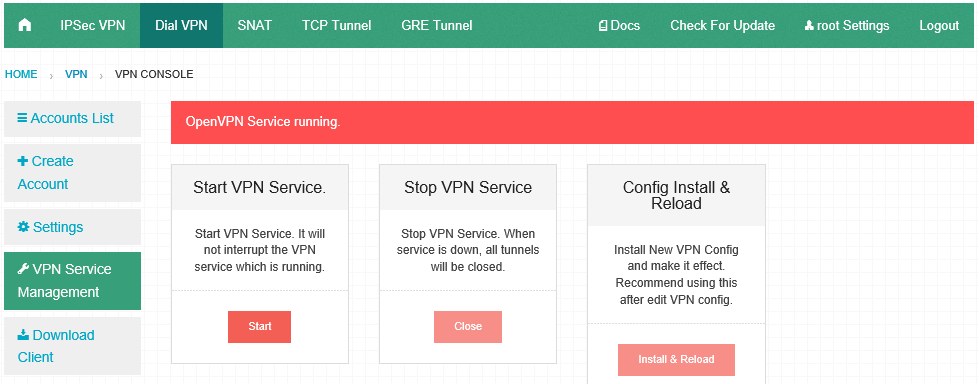 IPSec VPN Dial VPN SNAT TCP Tunnel GRE Tunnel Docs Check For Update root Settings Logout
HOME › VPN › VPN CONSOLE
Accounts List
Create
Account
Settings
VPN Service
Management
Download
Client
OpenVPN Service running.
Start VPN Service.
Start VPN Service. It will
not interrupt the VPN
service which is running.
Start
Stop VPN Service
Stop VPN Service. When
service is down, all tunnels
will be closed.
Close
Config Install &
Reload
Install New VPN Config
and make it effect.
Recommend using this
after edit VPN config.
Install & Reload